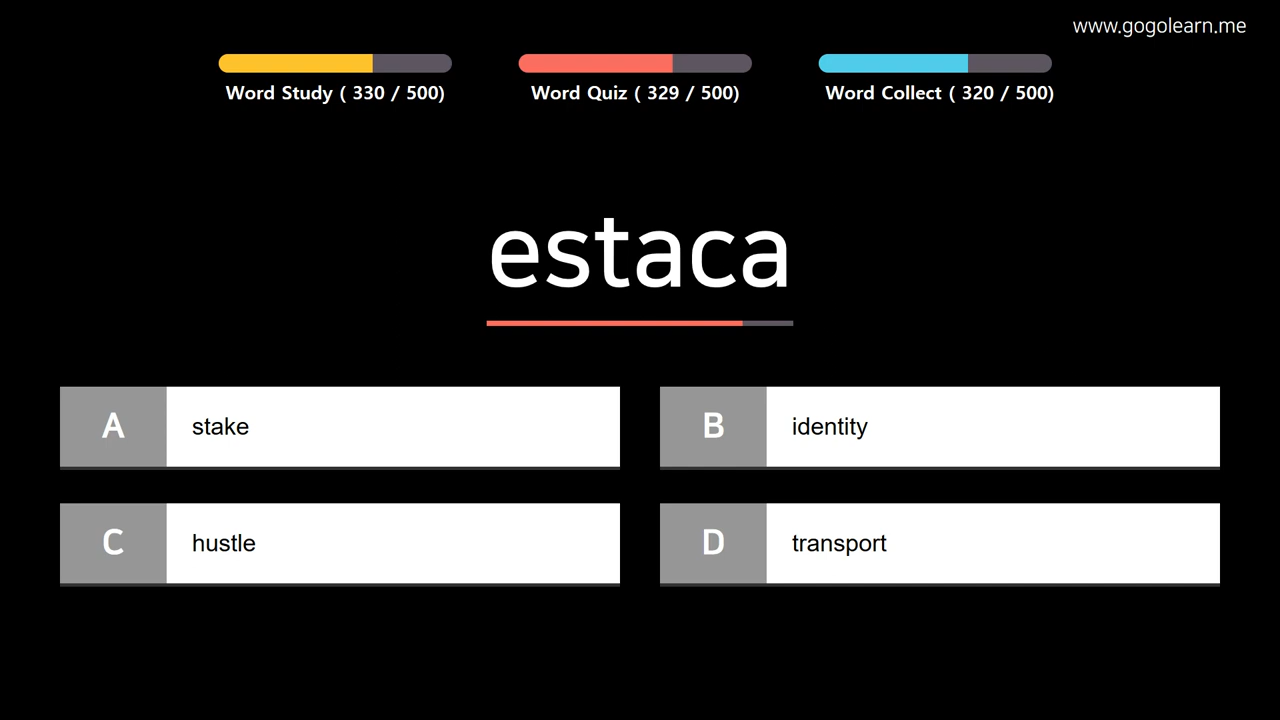 www.gogolearn.me
Word Study ( 330 / 500)
Word Quiz ( 329 / 500)
Word Collect ( 320 / 500)
estaca
A stake
B identity
C hustle
D transport